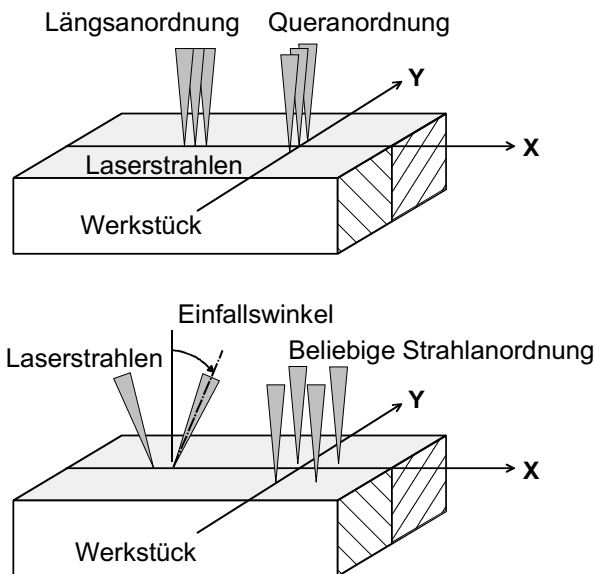 Längsanordnung
Queranordnung
Y
X
Laserstrahlen
Werkstück
Einfallswinkel
Laserstrahlen
Beliebige Strahlanordnung
Y
X
Werkstück